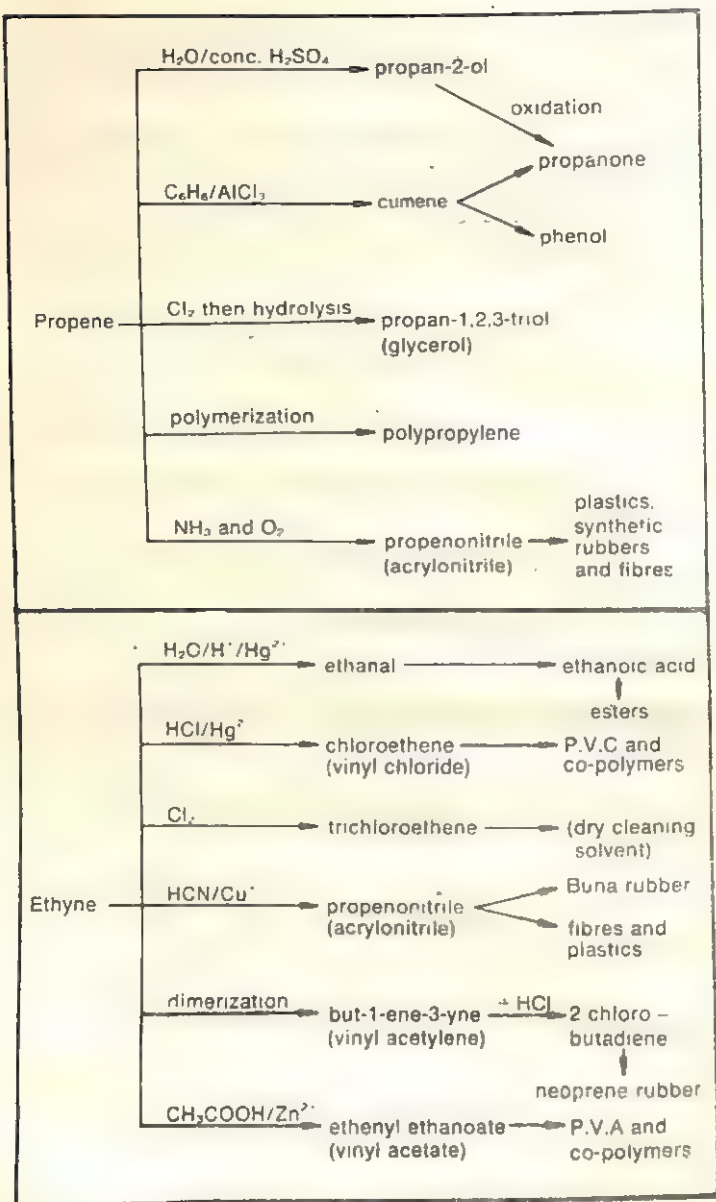 H₂O/conc. H₂SO₄
propan-2-ol
oxidation
propanone
C₆H₆/AlCl₃
cumene
phenol
Propene
Cl₂ then hydrolysis
propan-1,2,3-triol
(glycerol)
polymerization
polypropylene
NH₃ and O₂
propenonitrile
(acrylonitrile)
plastics,
synthetic
rubbers
and fibres
H₂O/H⁺/Hg²⁺
ethanal
ethanoic acid
esters
HCl/Hg²
chloroethene
(vinyl chloride)
P.V.C and
co-polymers
Cl₂
trichloroethene
(dry cleaning
solvent)
Ethyne
HCN/Cu⁺
propenonitrile
(acrylonitrile)
Buna rubber
fibres and
plastics
dimerization
but-1-ene-3-yne
(vinyl acetylene)
+ HCl
2 chloro –
butadiene
neoprene rubber
CH₃COOH/Zn²⁺
ethenyl ethanoate
(vinyl acetate)
P.V.A and
co-polymers